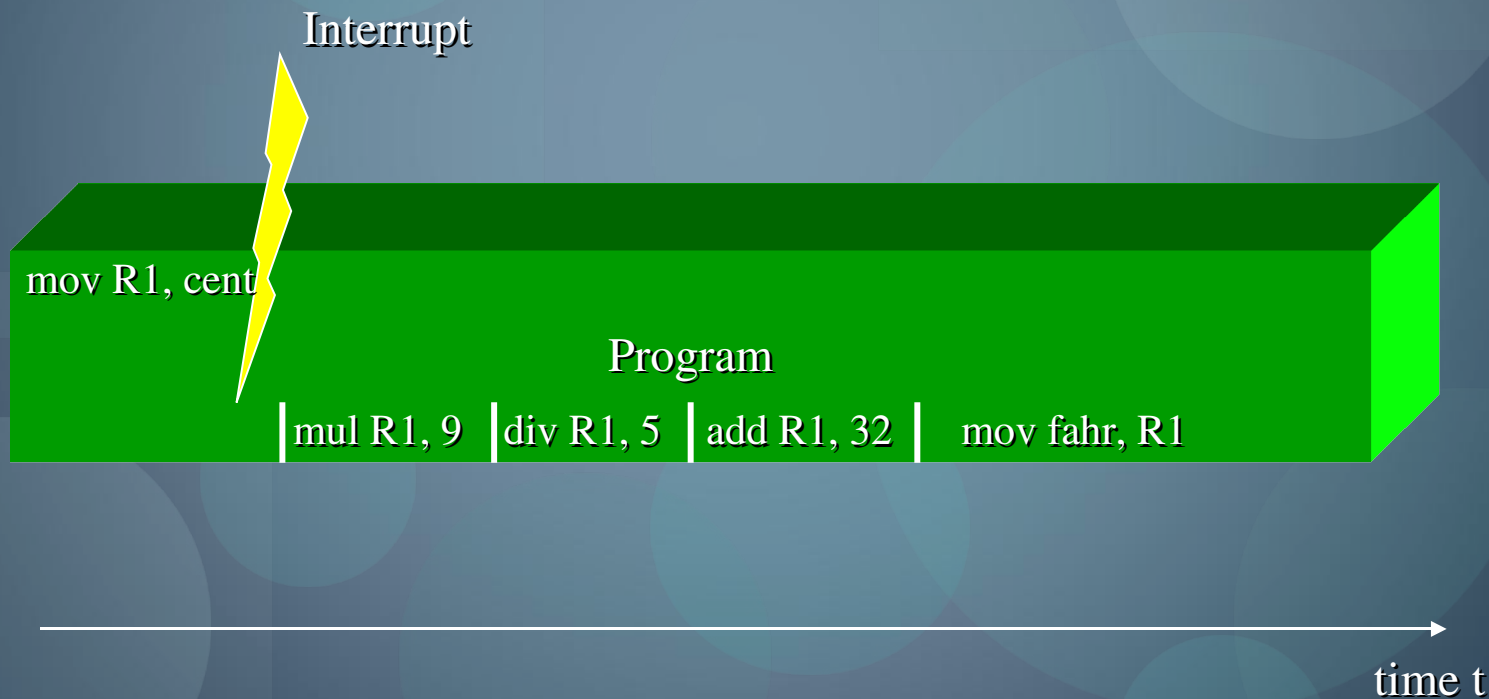 Interrupt
mov R1, cent
Program
mul R1, 9 div R1, 5 add R1, 32 mov fahr, R1
time t